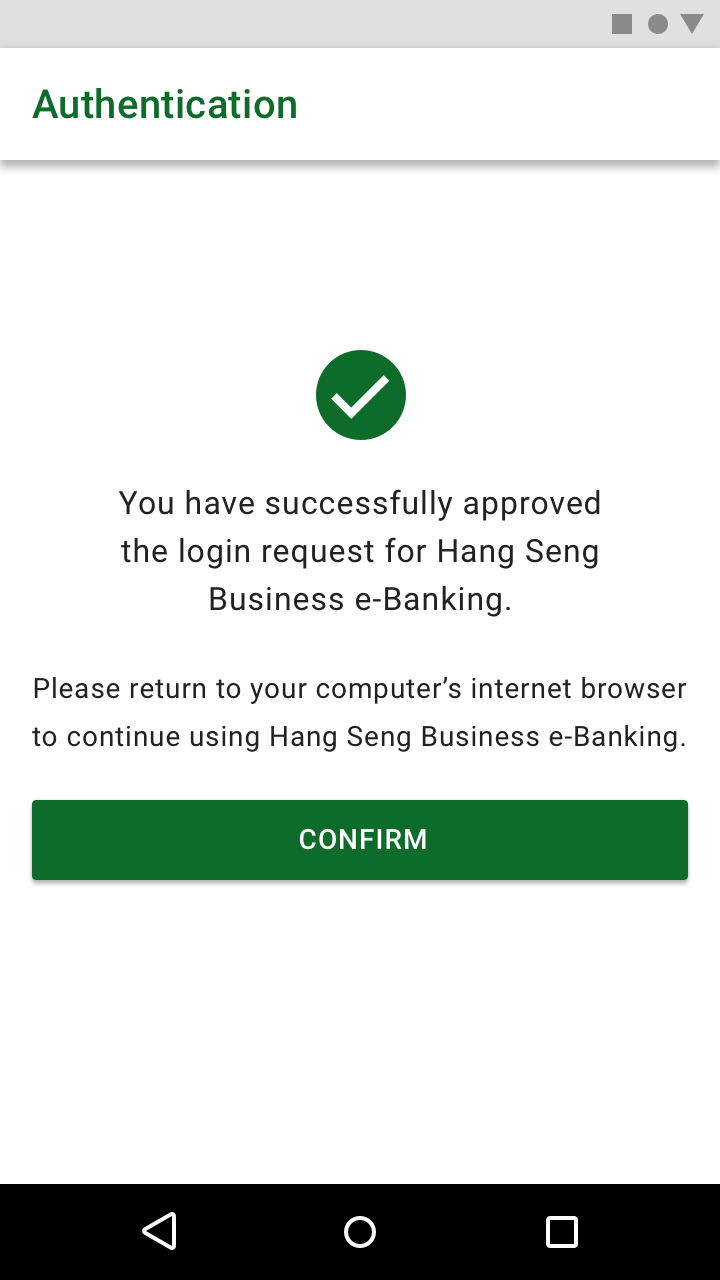 Authentication
You have successfully approved
the login request for Hang Seng
Business e-Banking.
Please return to your computer’s internet browser
to continue using Hang Seng Business e-Banking.
CONFIRM